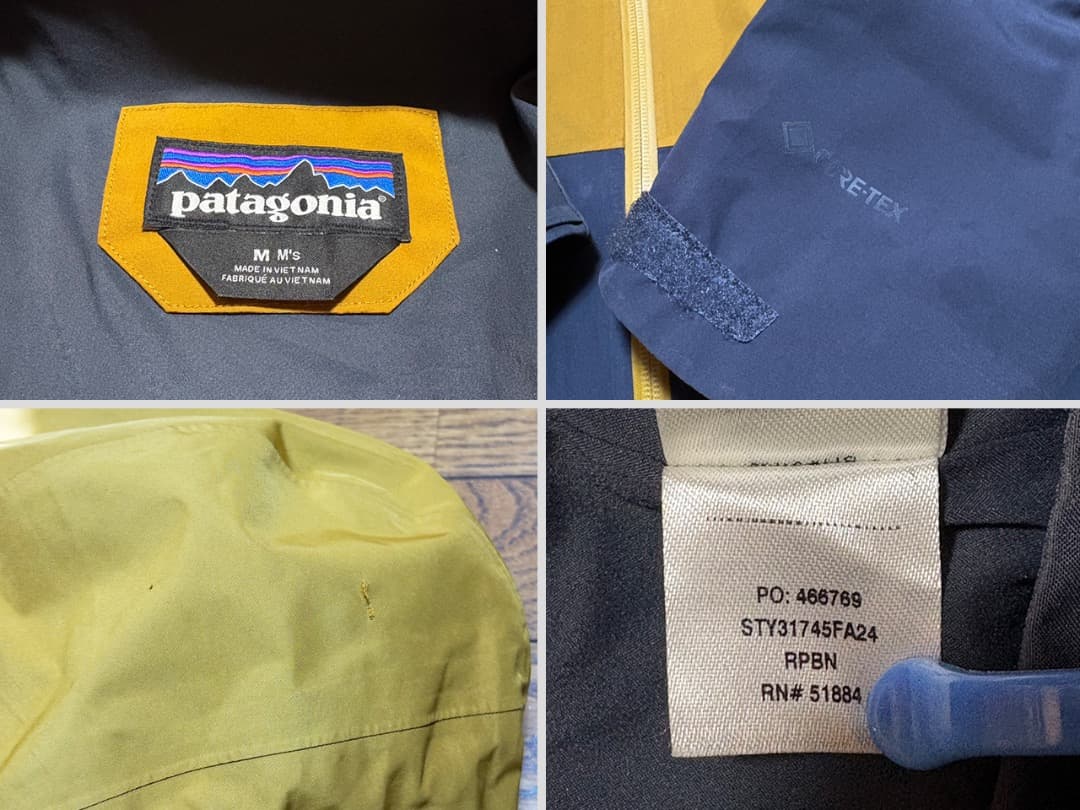 patagonia®
M M's
MADE IN VIETNAM
FABRIQUÉ AU VIETNAM
GORE-TEX
PO: 466769
STY31745FA24
RPBN
RN# 51884